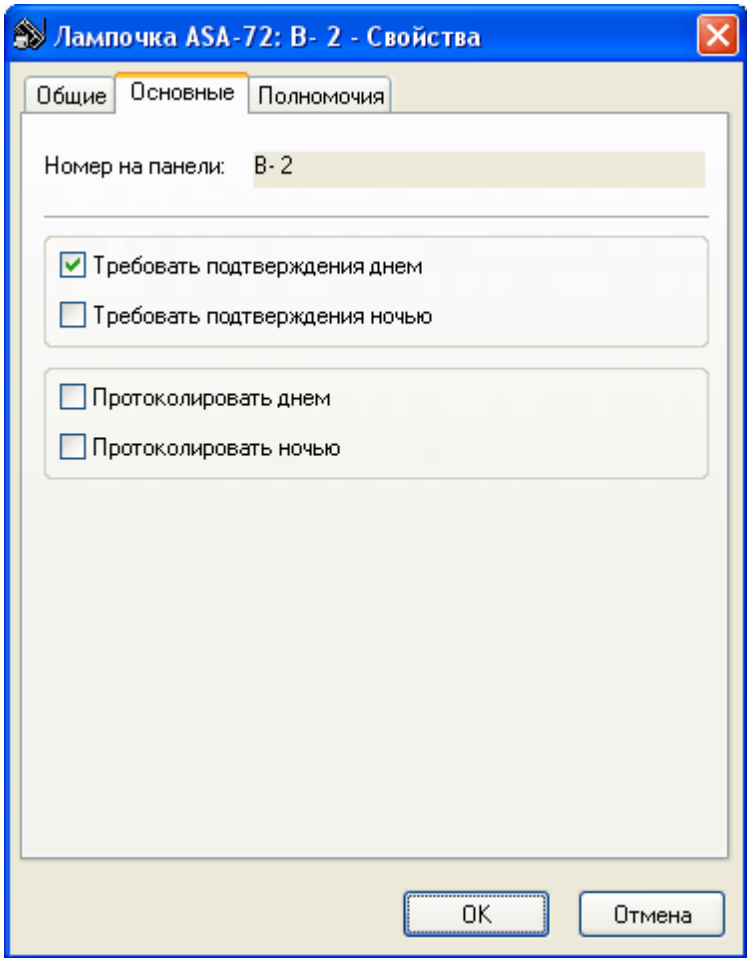 Лампочка ASA-72: В- 2 - Свойства
Общие Основные Полномочия
Номер на панели: В- 2
Требовать подтверждения днем
Требовать подтверждения ночью
Протоколировать днем
Протоколировать ночью
OK Отмена